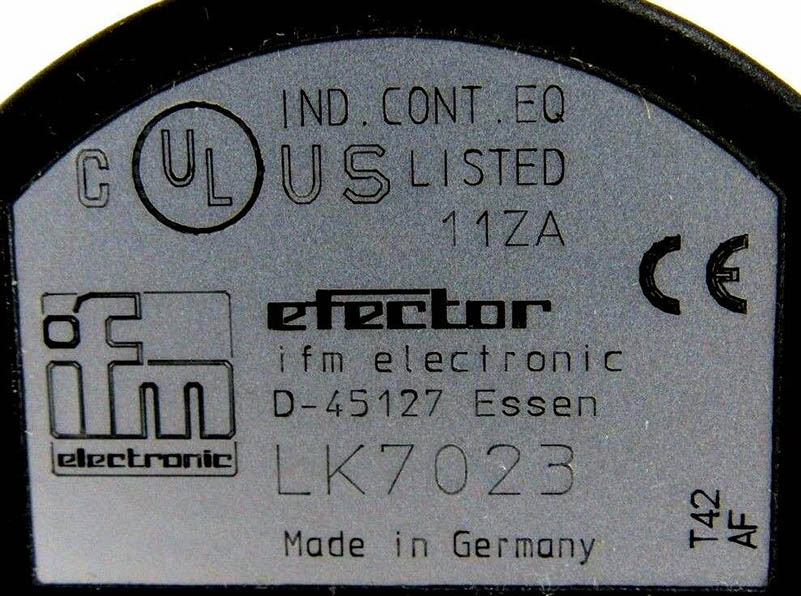 IND.CONT.EQ
C UL US LISTED
11ZA
CE
ifm
electronic
efector
ifm electronic
D-45127 Essen
LK7023
Made in Germany
T42
AF